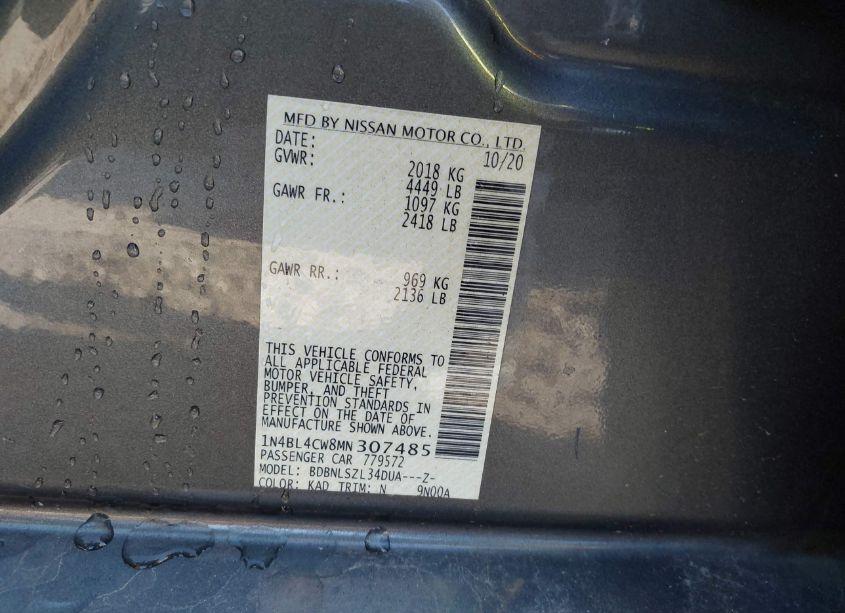 MFD BY NISSAN MOTOR CO., LTD.
DATE: 10/20
GVWR: 2018 KG
4449 LB
GAWR FR.: 1097 KG
2418 LB
GAWR RR.: 969 KG
2136 LB
THIS VEHICLE CONFORMS TO
ALL APPLICABLE FEDERAL
MOTOR VEHICLE SAFETY,
BUMPER, AND THEFT
PREVENTION STANDARDS IN
EFFECT ON THE DATE OF
MANUFACTURE SHOWN ABOVE.
1N4BL4CW8MN307485
PASSENGER CAR 779572
MODEL: BDBNLSZL34DUA---Z-
COLOR: KAD TRIM: N 9N00A